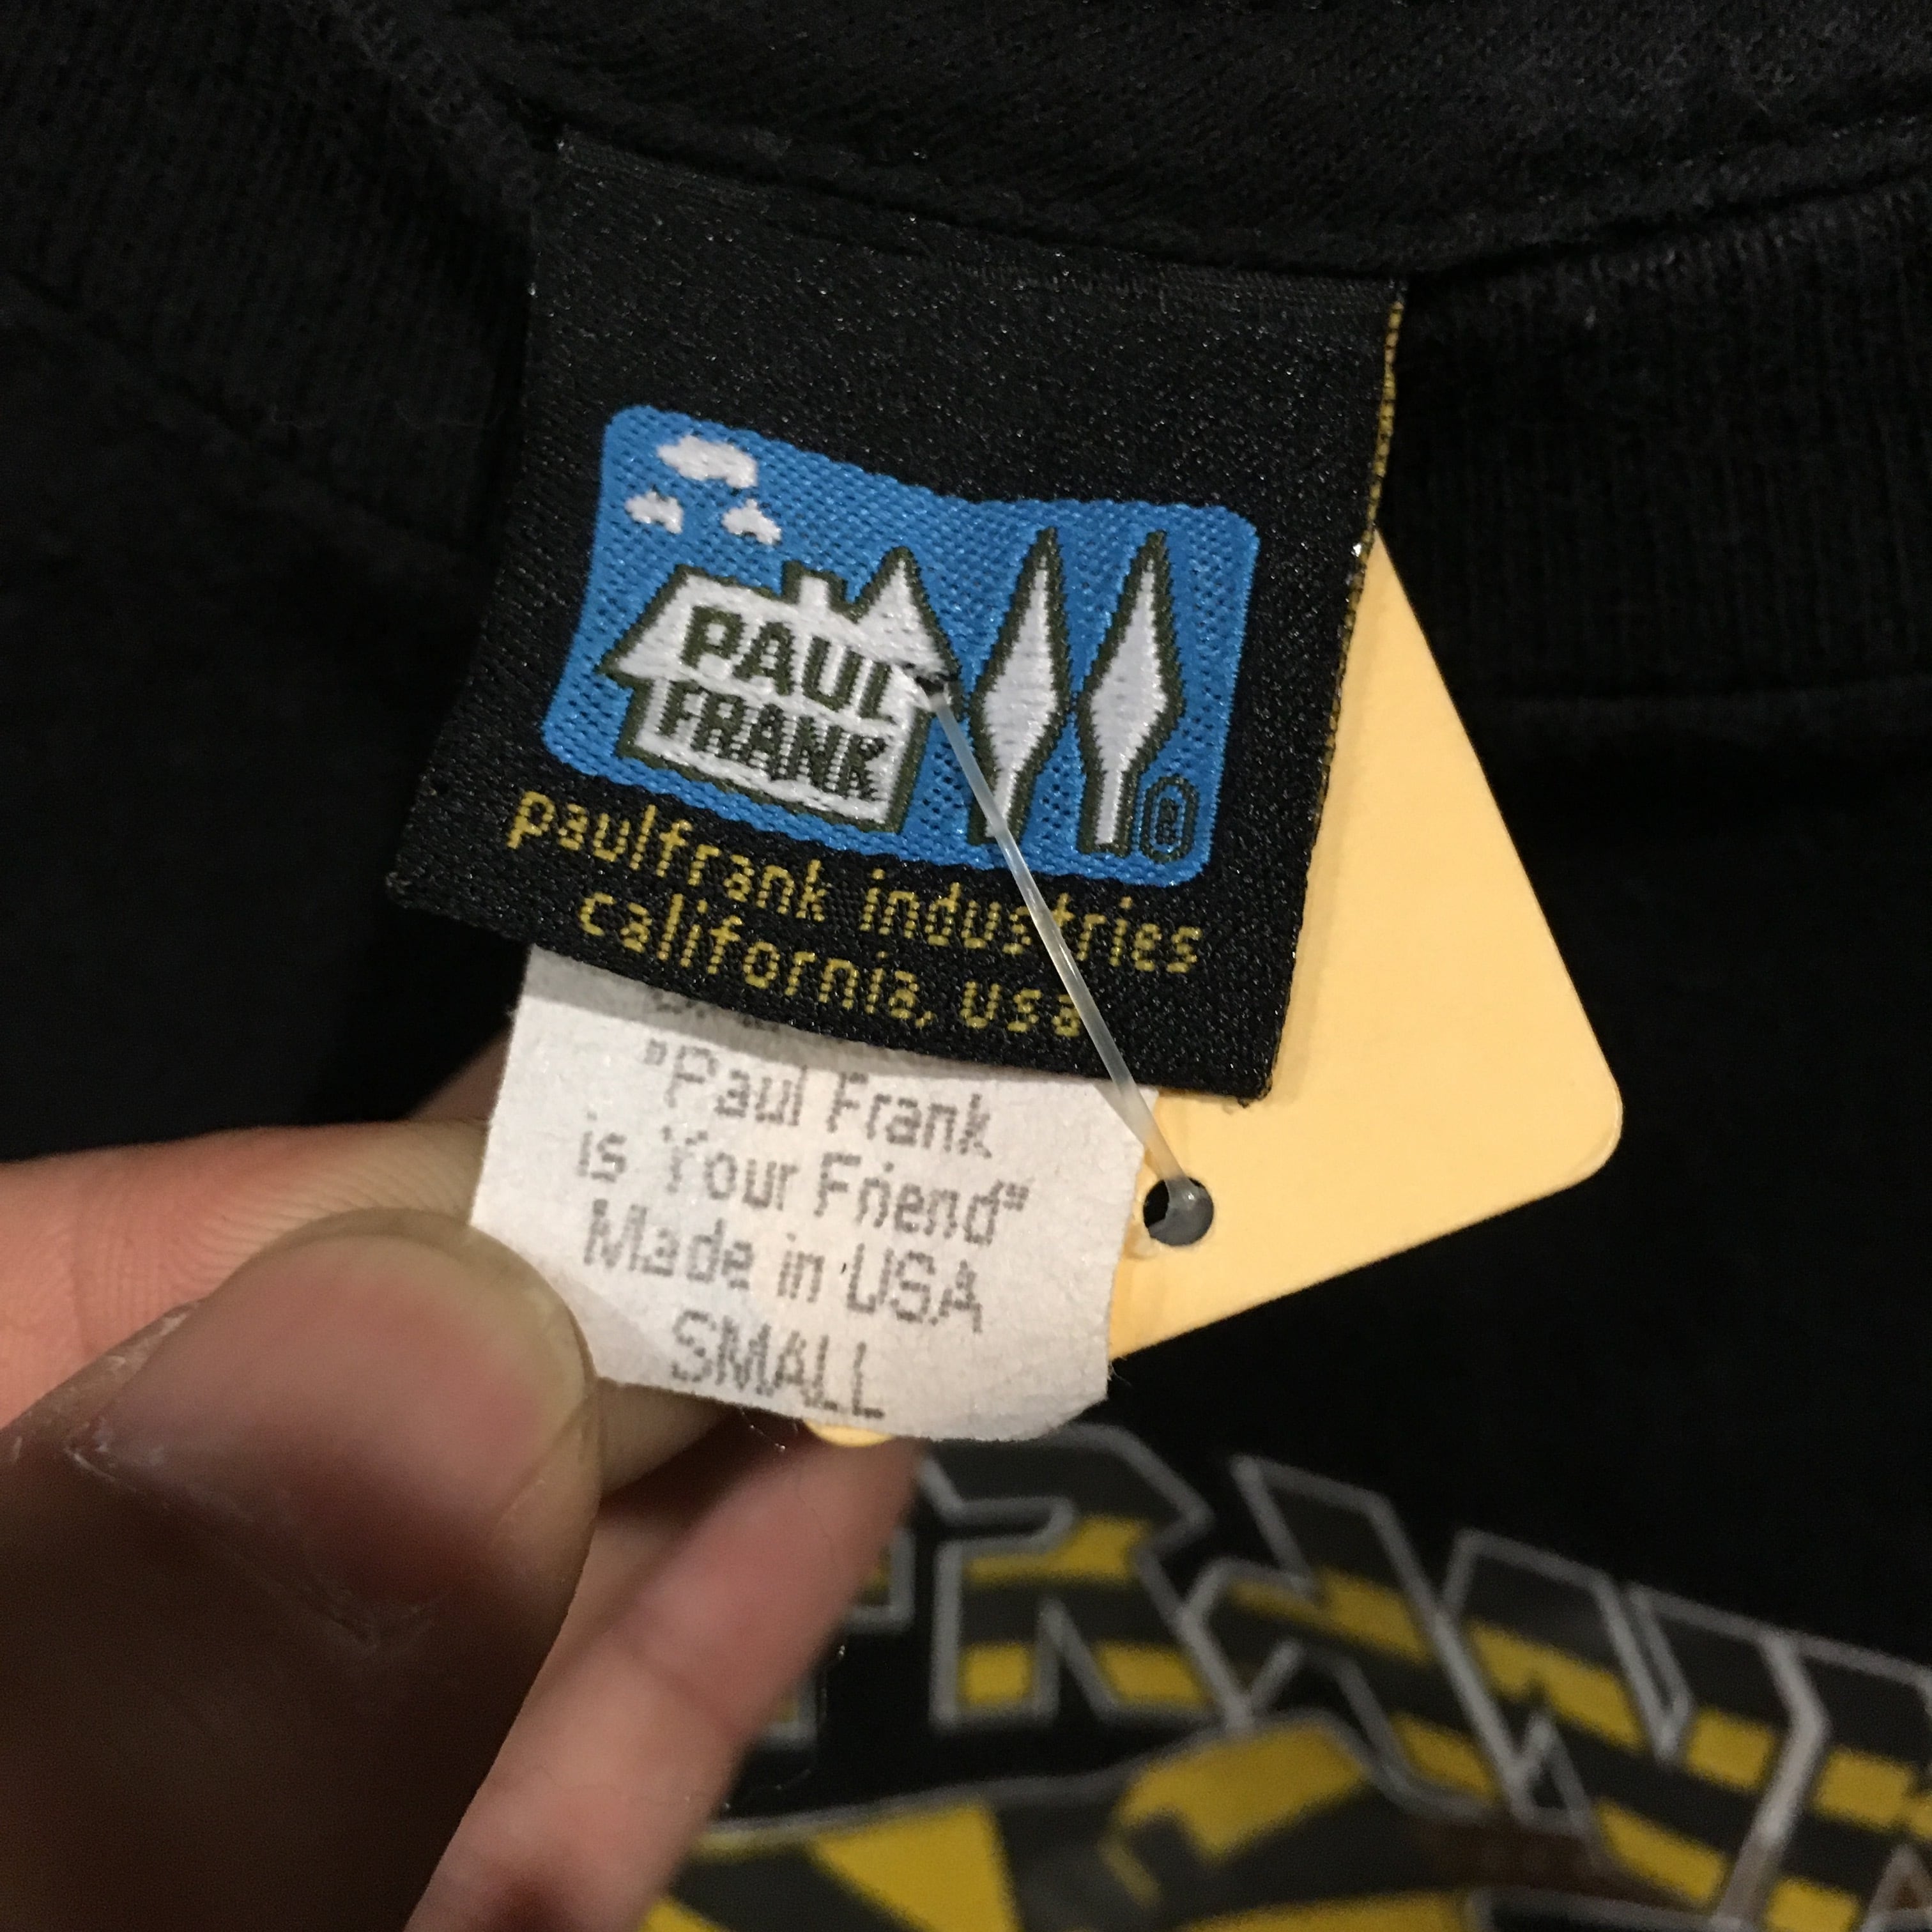 PAUL
FRANK
®
paulfrank industries
california, usa
"Paul Frank
is Your Friend"
Made in USA
SMALL